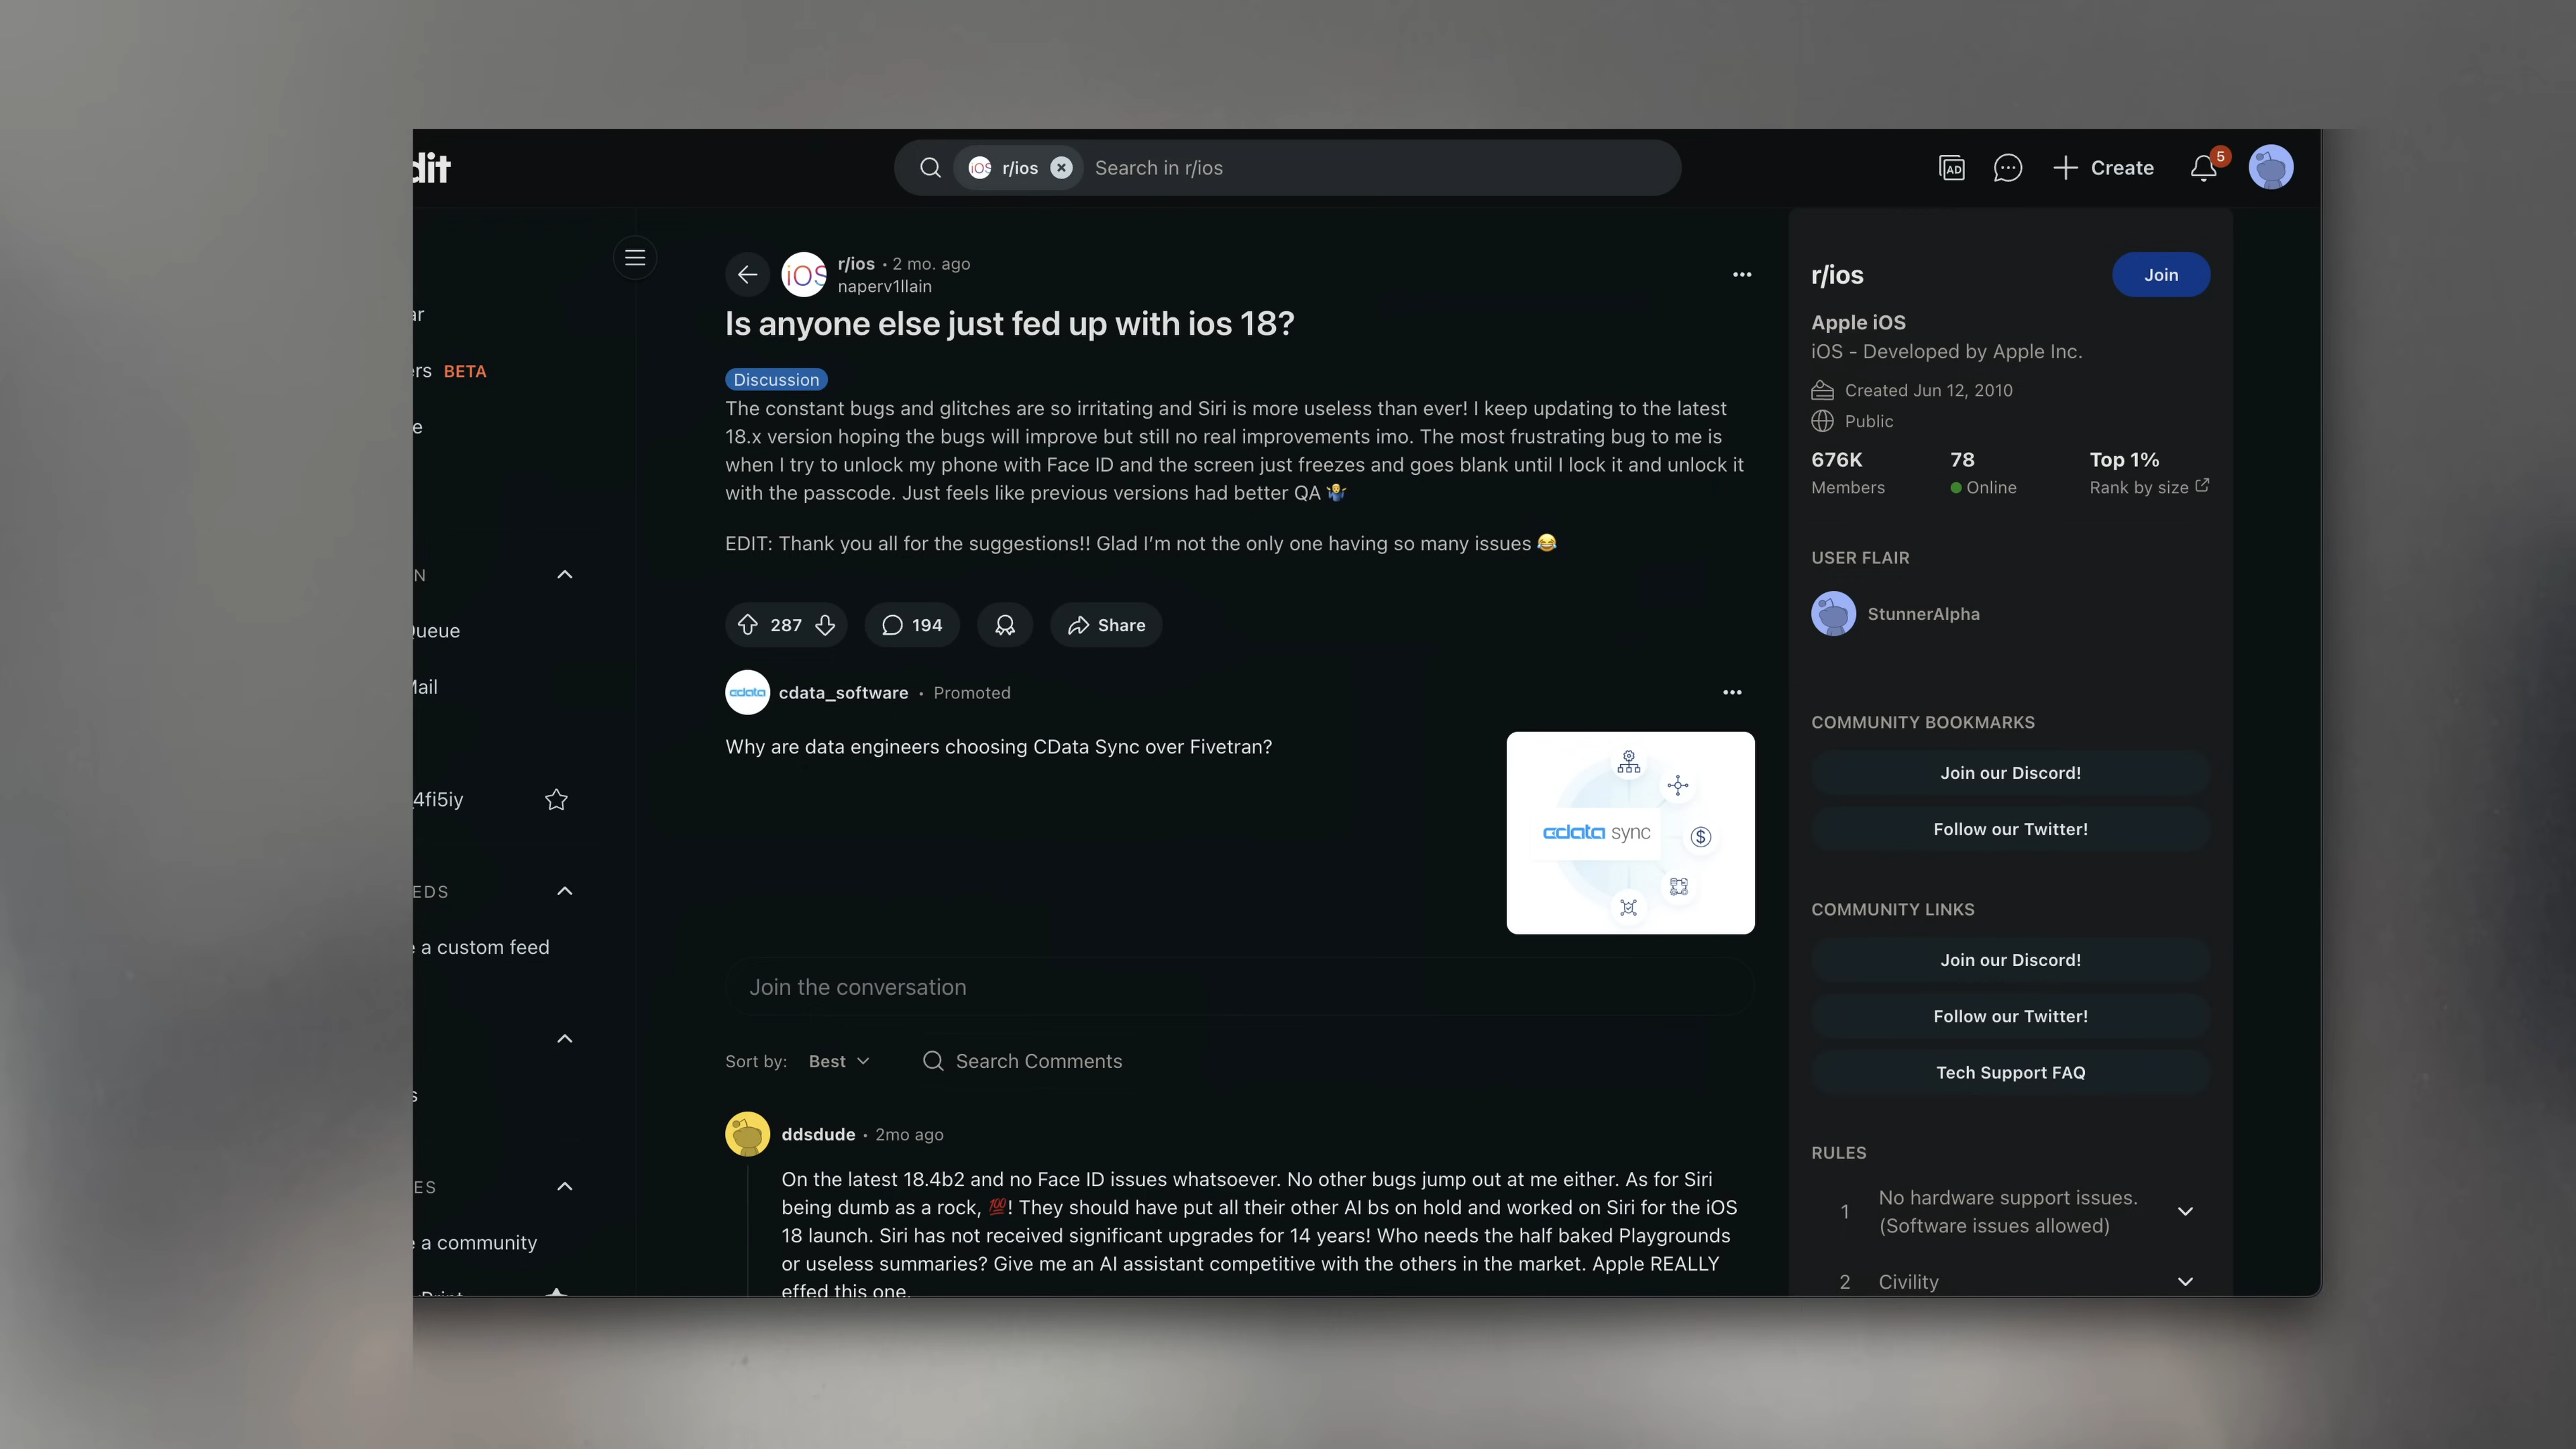 dit
iOS r/ios Search in r/ios
AD
Create
5
ar
ers BETA
e
N
Queue
Mail
4fi5iy
EDS
e a custom feed
s
ES
e a community
iOS
r/ios • 2 mo. ago
naperv1llain
Is anyone else just fed up with ios 18?
Discussion
The constant bugs and glitches are so irritating and Siri is more useless than ever! I keep updating to the latest
18.x version hoping the bugs will improve but still no real improvements imo. The most frustrating bug to me is
when I try to unlock my phone with Face ID and the screen just freezes and goes blank until I lock it and unlock it
with the passcode. Just feels like previous versions had better QA 🤷‍♂️
EDIT: Thank you all for the suggestions!! Glad I’m not the only one having so many issues 😂
287
194
Share
cdata
cdata_software • Promoted
Why are data engineers choosing CData Sync over Fivetran?
cdata sync
Join the conversation
Sort by: Best Search Comments
ddsdude • 2mo ago
On the latest 18.4b2 and no Face ID issues whatsoever. No other bugs jump out at me either. As for Siri
being dumb as a rock, 💯! They should have put all their other AI bs on hold and worked on Siri for the iOS
18 launch. Siri has not received significant upgrades for 14 years! Who needs the half baked Playgrounds
or useless summaries? Give me an AI assistant competitive with the others in the market. Apple REALLY
effed this one.
r/ios Join
Apple iOS
iOS - Developed by Apple Inc.
Created Jun 12, 2010
Public
676K 78 Top 1%
Members Online Rank by size
USER FLAIR
StunnerAlpha
COMMUNITY BOOKMARKS
Join our Discord!
Follow our Twitter!
COMMUNITY LINKS
Join our Discord!
Follow our Twitter!
Tech Support FAQ
RULES
1 No hardware support issues.
(Software issues allowed)
2 Civility